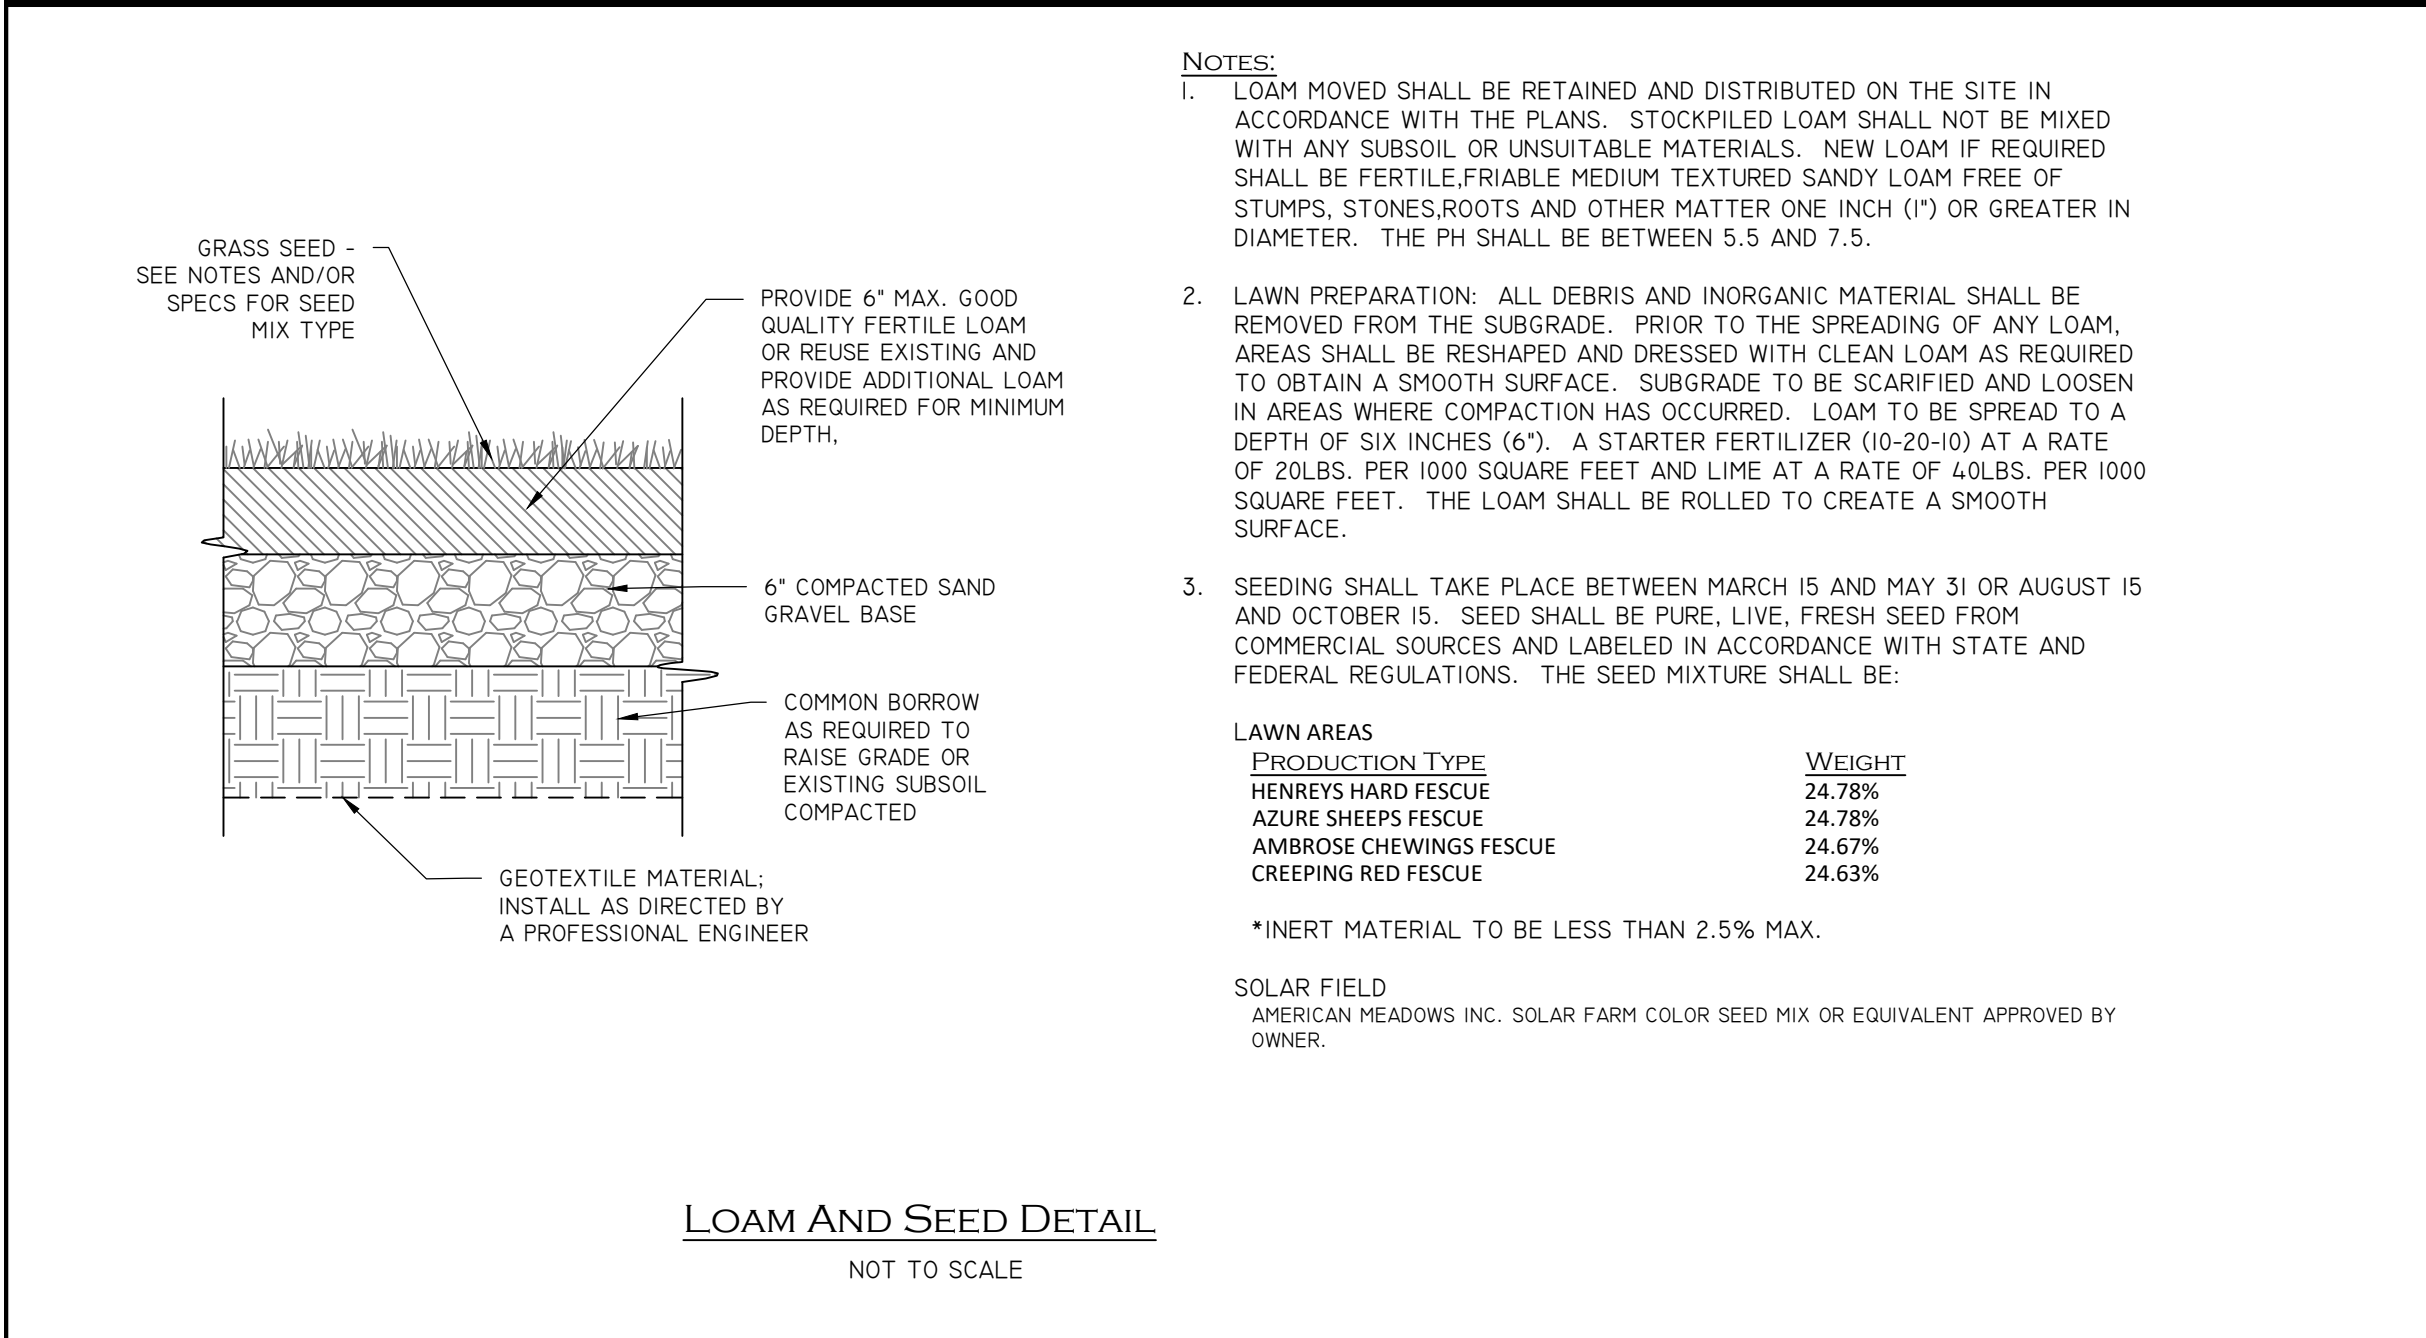 GRASS SEED -
SEE NOTES AND/OR
SPECS FOR SEED
MIX TYPE
PROVIDE 6" MAX. GOOD
QUALITY FERTILE LOAM
OR REUSE EXISTING AND
PROVIDE ADDITIONAL LOAM
AS REQUIRED FOR MINIMUM
DEPTH,
6" COMPACTED SAND
GRAVEL BASE
COMMON BORROW
AS REQUIRED TO
RAISE GRADE OR
EXISTING SUBSOIL
COMPACTED
GEOTEXTILE MATERIAL;
INSTALL AS DIRECTED BY
A PROFESSIONAL ENGINEER
NOTES:
1. LOAM MOVED SHALL BE RETAINED AND DISTRIBUTED ON THE SITE IN
ACCORDANCE WITH THE PLANS. STOCKPILED LOAM SHALL NOT BE MIXED
WITH ANY SUBSOIL OR UNSUITABLE MATERIALS. NEW LOAM IF REQUIRED
SHALL BE FERTILE,FRIABLE MEDIUM TEXTURED SANDY LOAM FREE OF
STUMPS, STONES,ROOTS AND OTHER MATTER ONE INCH (1") OR GREATER IN
DIAMETER. THE PH SHALL BE BETWEEN 5.5 AND 7.5.
2. LAWN PREPARATION: ALL DEBRIS AND INORGANIC MATERIAL SHALL BE
REMOVED FROM THE SUBGRADE. PRIOR TO THE SPREADING OF ANY LOAM,
AREAS SHALL BE RESHAPED AND DRESSED WITH CLEAN LOAM AS REQUIRED
TO OBTAIN A SMOOTH SURFACE. SUBGRADE TO BE SCARIFIED AND LOOSEN
IN AREAS WHERE COMPACTION HAS OCCURRED. LOAM TO BE SPREAD TO A
DEPTH OF SIX INCHES (6"). A STARTER FERTILIZER (10-20-10) AT A RATE
OF 20LBS. PER 1000 SQUARE FEET AND LIME AT A RATE OF 40LBS. PER 1000
SQUARE FEET. THE LOAM SHALL BE ROLLED TO CREATE A SMOOTH
SURFACE.
3. SEEDING SHALL TAKE PLACE BETWEEN MARCH 15 AND MAY 31 OR AUGUST 15
AND OCTOBER 15. SEED SHALL BE PURE, LIVE, FRESH SEED FROM
COMMERCIAL SOURCES AND LABELED IN ACCORDANCE WITH STATE AND
FEDERAL REGULATIONS. THE SEED MIXTURE SHALL BE:
LAWN AREAS
PRODUCTION TYPE WEIGHT
HENREYS HARD FESCUE 24.78%
AZURE SHEEPS FESCUE 24.78%
AMBROSE CHEWINGS FESCUE 24.67%
CREEPING RED FESCUE 24.63%
*INERT MATERIAL TO BE LESS THAN 2.5% MAX.
SOLAR FIELD
AMERICAN MEADOWS INC. SOLAR FARM COLOR SEED MIX OR EQUIVALENT APPROVED BY
OWNER.
LOAM AND SEED DETAIL
NOT TO SCALE